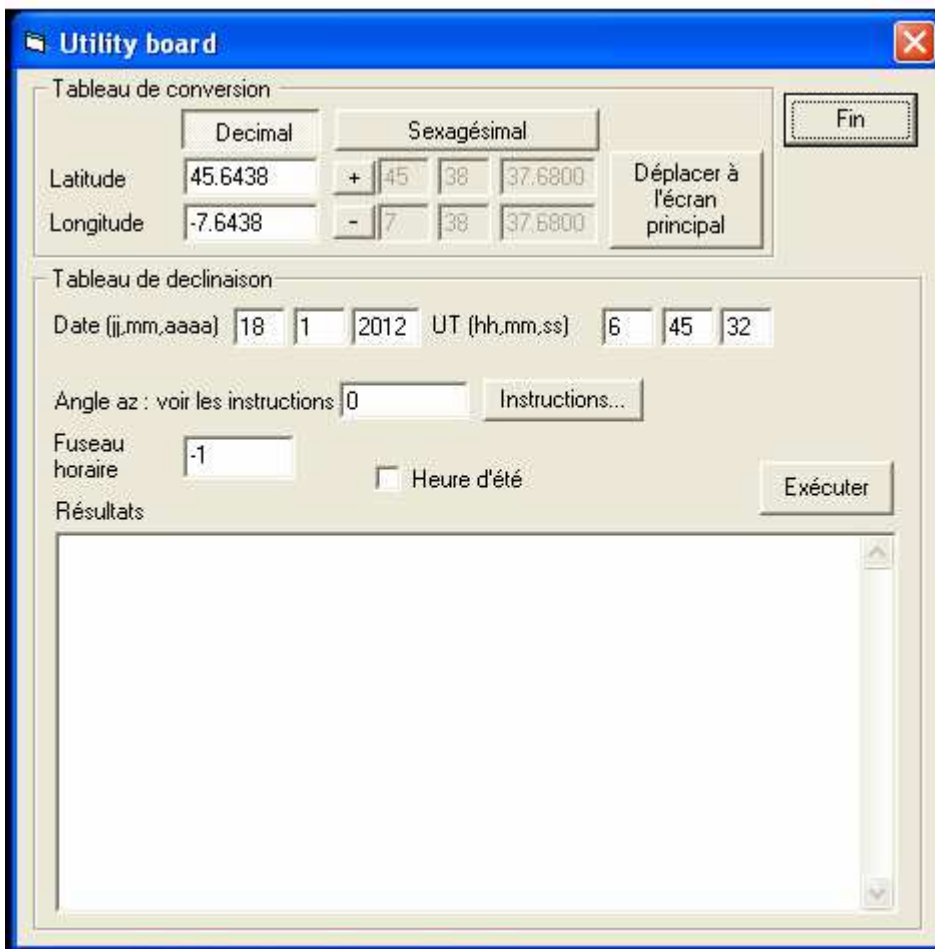 Utility board
Tableau de conversion
Fin
Decimal Sexagésimal
Latitude 45.6438 + 45 38 37.6800
Déplacer à
l'écran
principal
Longitude -7.6438 - 7 38 37.6800
Tableau de declinaison
Date (jj,mm,aaaa) 18 1 2012 UT (hh,mm,ss) 6 45 32
Angle az : voir les instructions 0 Instructions...
Fuseau
horaire -1
Heure d'été
Exécuter
Résultats